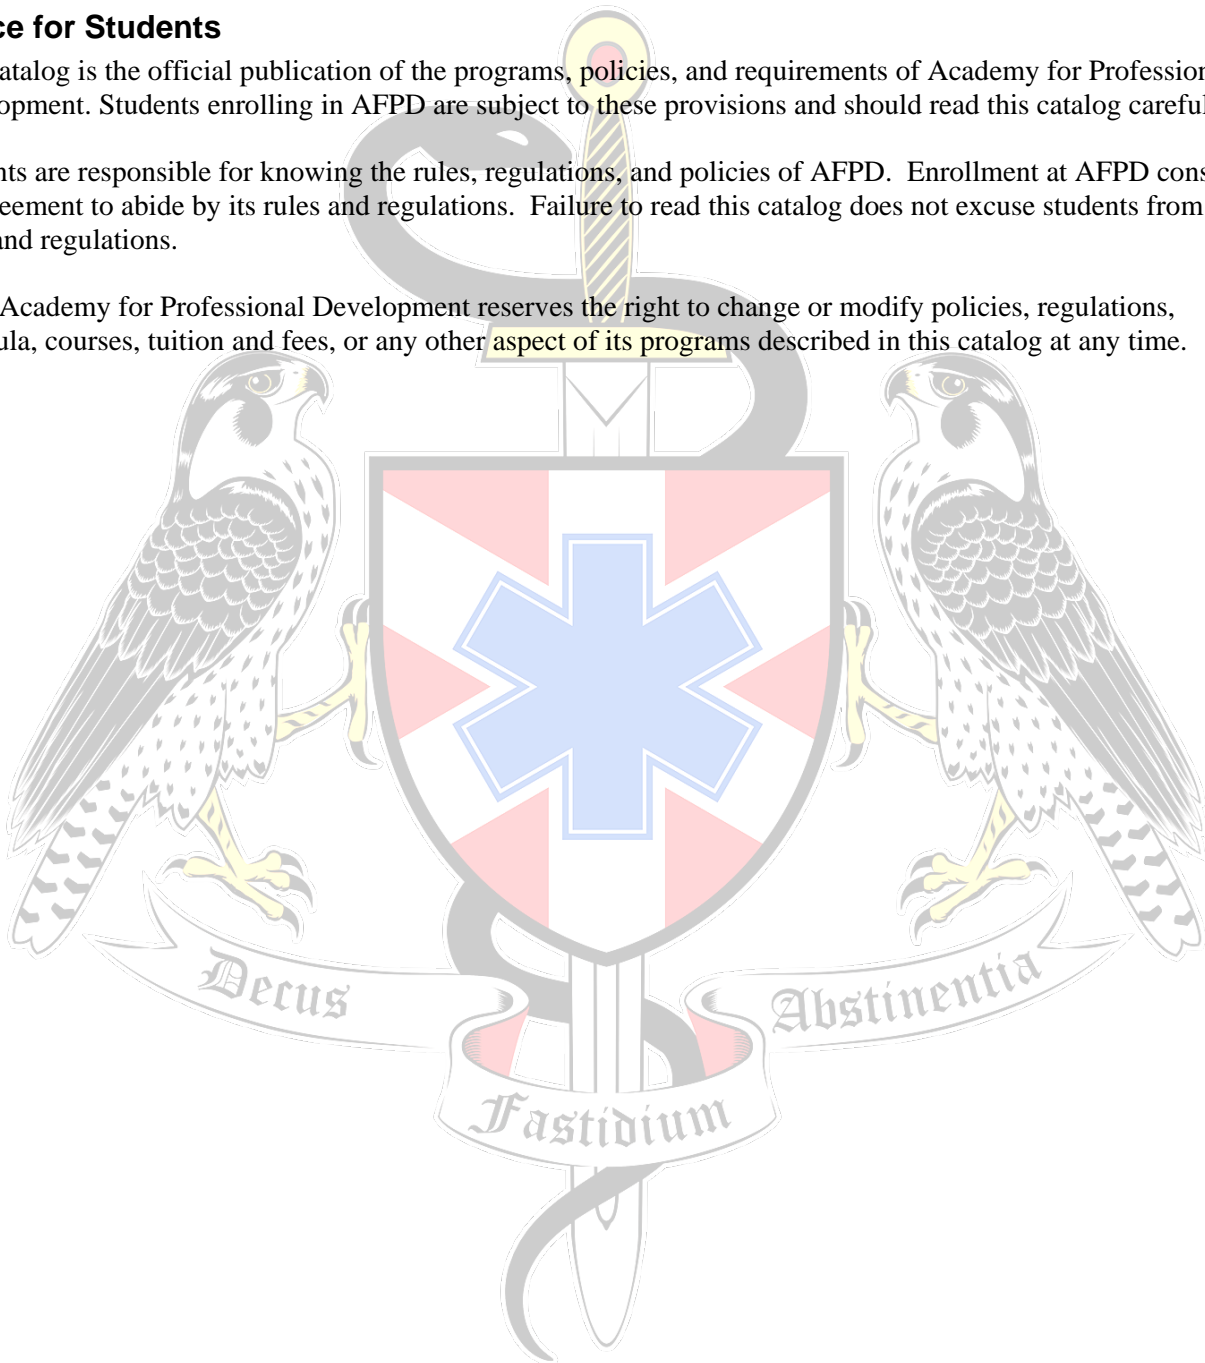 ce for Students
atalog is the official publication of the programs, policies, and requirements of Academy for Profession
opment. Students enrolling in AFPD are subject to these provisions and should read this catalog careful
nts are responsible for knowing the rules, regulations, and policies of AFPD.  Enrollment at AFPD cons
reement to abide by its rules and regulations.  Failure to read this catalog does not excuse students from
and regulations.
Academy for Professional Development reserves the right to change or modify policies, regulations,
ula, courses, tuition and fees, or any other aspect of its programs described in this catalog at any time.
Decus
Abstinentia
Fastidium